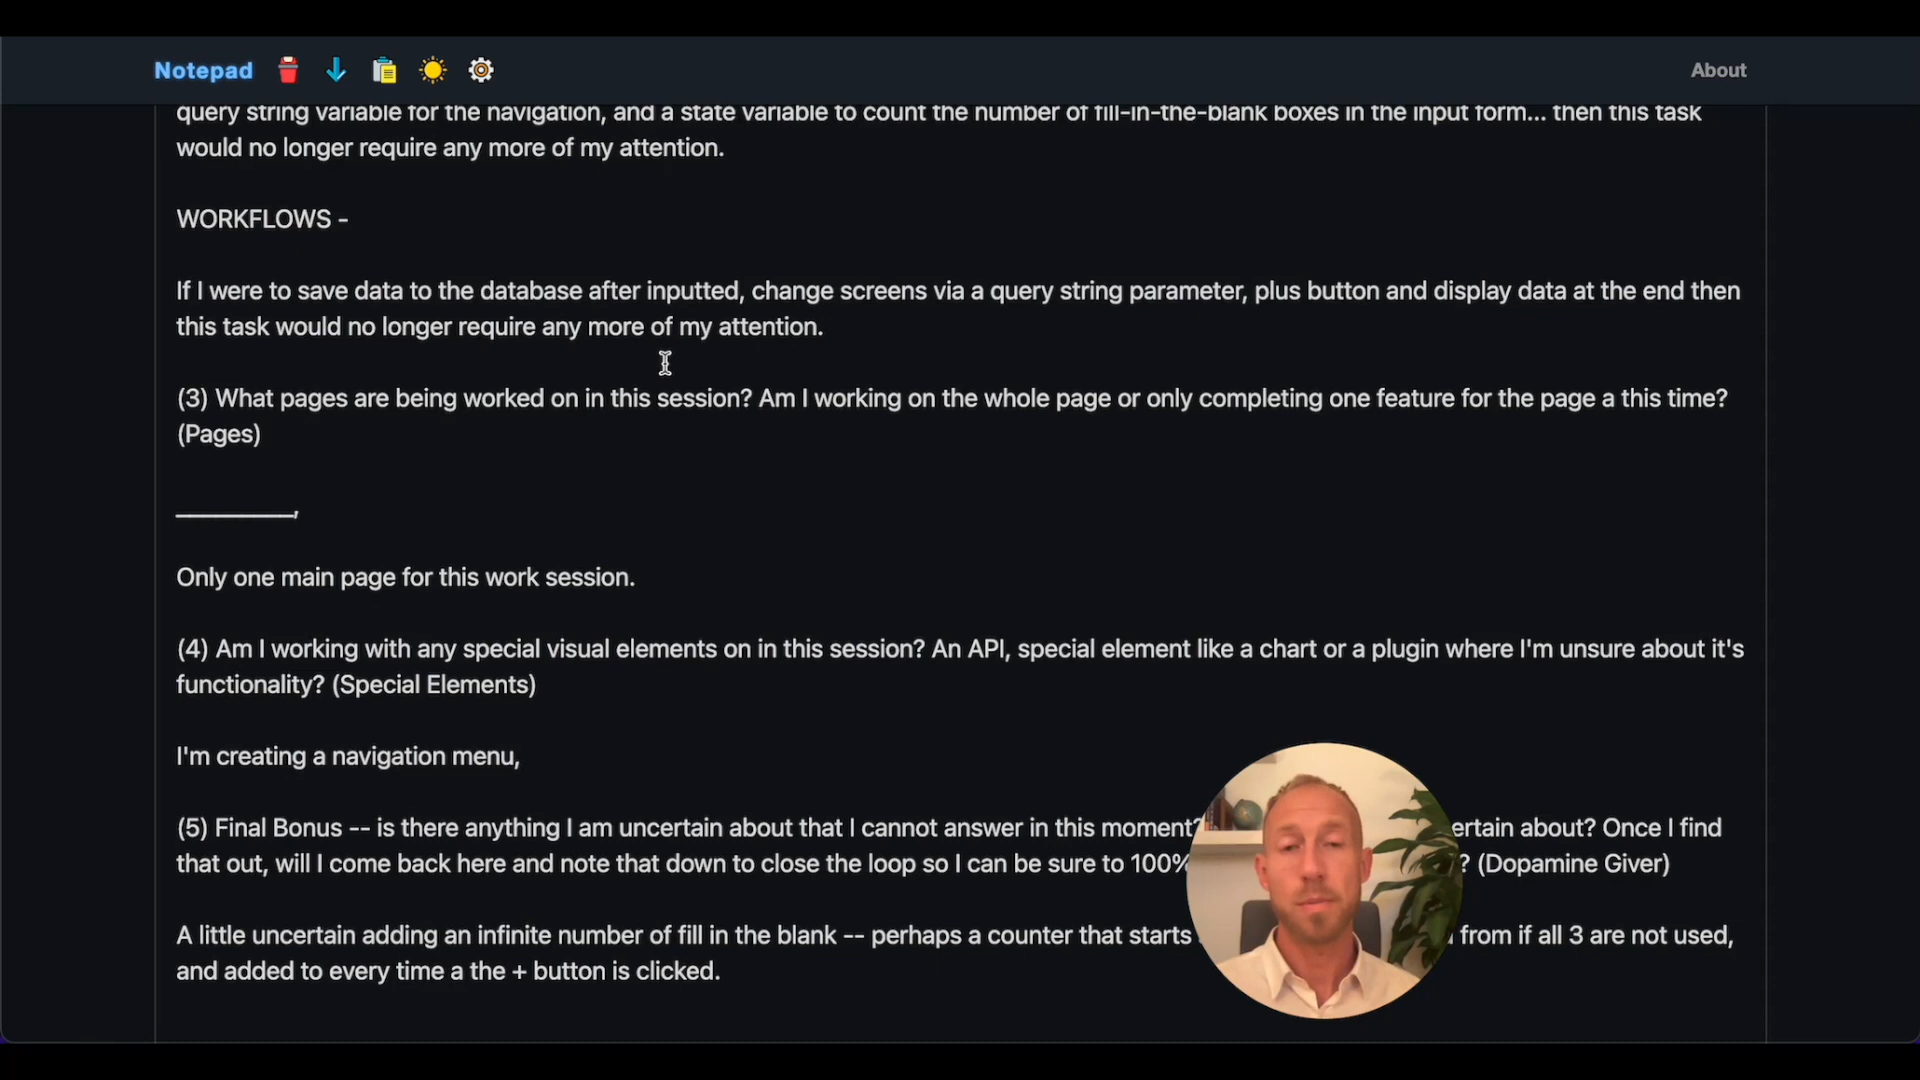 Notepad
About
query string variable for the navigation, and a state variable to count the number of fill-in-the-blank boxes in the input form... then this task
would no longer require any more of my attention.
WORKFLOWS -
If I were to save data to the database after inputted, change screens via a query string parameter, plus button and display data at the end then
this task would no longer require any more of my attention.
(3) What pages are being worked on in this session? Am I working on the whole page or only completing one feature for the page a this time?
(Pages)
__________,
Only one main page for this work session.
(4) Am I working with any special visual elements on in this session? An API, special element like a chart or a plugin where I'm unsure about it's
functionality? (Special Elements)
I'm creating a navigation menu,
(5) Final Bonus -- is there anything I am uncertain about that I cannot answer in this moment? ertain about? Once I find
that out, will I come back here and note that down to close the loop so I can be sure to 100% ? (Dopamine Giver)
A little uncertain adding an infinite number of fill in the blank -- perhaps a counter that starts from if all 3 are not used,
and added to every time a the + button is clicked.